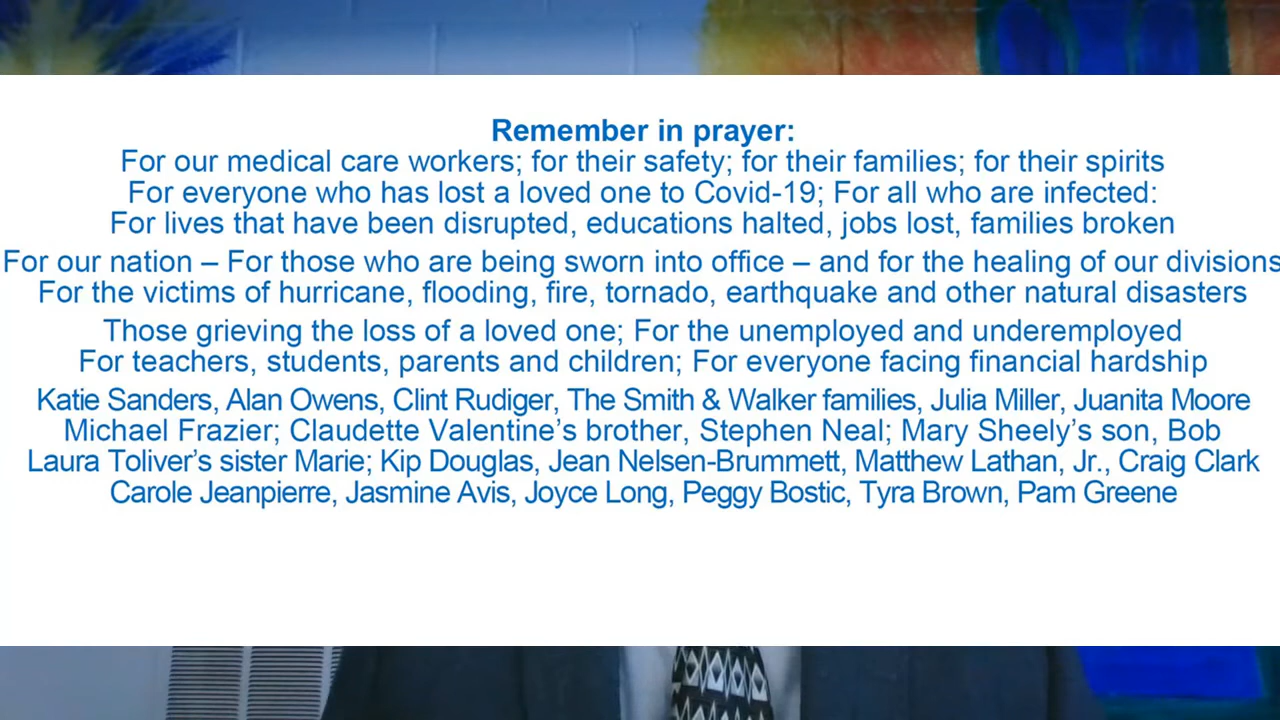 Remember in prayer:
For our medical care workers; for their safety; for their families; for their spirits
For everyone who has lost a loved one to Covid-19; For all who are infected:
For lives that have been disrupted, educations halted, jobs lost, families broken
For our nation – For those who are being sworn into office – and for the healing of our divisions
For the victims of hurricane, flooding, fire, tornado, earthquake and other natural disasters
Those grieving the loss of a loved one; For the unemployed and underemployed
For teachers, students, parents and children; For everyone facing financial hardship
Katie Sanders, Alan Owens, Clint Rudiger, The Smith & Walker families, Julia Miller, Juanita Moore
Michael Frazier; Claudette Valentine’s brother, Stephen Neal; Mary Sheely’s son, Bob
Laura Toliver’s sister Marie; Kip Douglas, Jean Nelsen-Brummett, Matthew Lathan, Jr., Craig Clark
Carole Jeanpierre, Jasmine Avis, Joyce Long, Peggy Bostic, Tyra Brown, Pam Greene